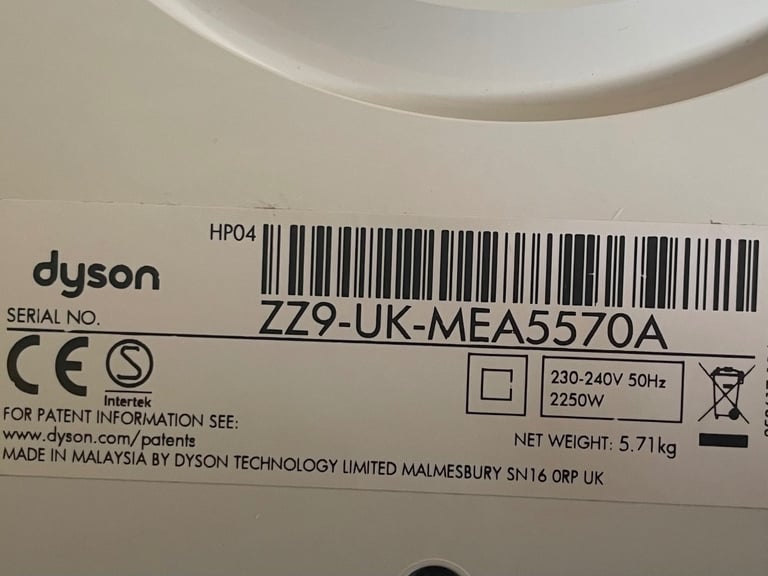 HP04
dyson
SERIAL NO.
ZZ9-UK-MEA5570A
CE
S
Intertek
230-240V 50Hz
2250W
FOR PATENT INFORMATION SEE:
www.dyson.com/patents
NET WEIGHT: 5.71kg
MADE IN MALAYSIA BY DYSON TECHNOLOGY LIMITED MALMESBURY SN16 0RP UK